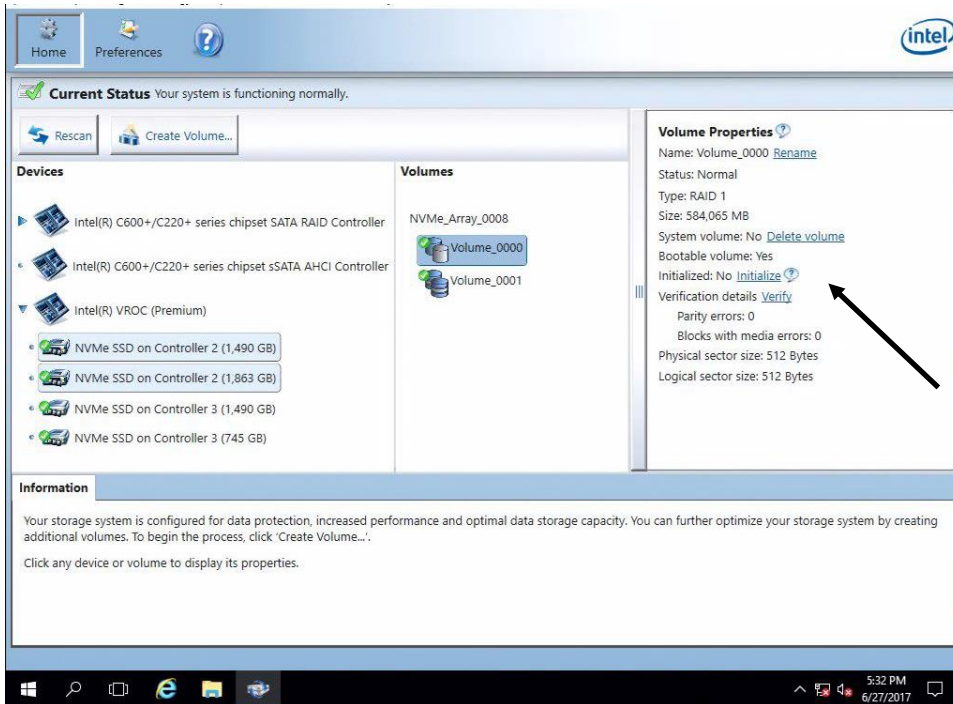 Home
Preferences
?
intel
Current Status Your system is functioning normally.
Rescan
Create Volume...
Devices
Intel(R) C600+/C220+ series chipset SATA RAID Controller
Intel(R) C600+/C220+ series chipset sSATA AHCI Controller
Intel(R) VROC (Premium)
NVMe SSD on Controller 2 (1,490 GB)
NVMe SSD on Controller 2 (1,863 GB)
NVMe SSD on Controller 3 (1,490 GB)
NVMe SSD on Controller 3 (745 GB)
Volumes
NVMe_Array_0008
Volume_0000
Volume_0001
Volume Properties ?
Name: Volume_0000 Rename
Status: Normal
Type: RAID 1
Size: 584,065 MB
System volume: No Delete volume
Bootable volume: Yes
Initialized: No Initialize ?
Verification details Verify
Parity errors: 0
Blocks with media errors: 0
Physical sector size: 512 Bytes
Logical sector size: 512 Bytes
Information
Your storage system is configured for data protection, increased performance and optimal data storage capacity. You can further optimize your storage system by creating
additional volumes. To begin the process, click 'Create Volume...'.
Click any device or volume to display its properties.
5:32 PM
6/27/2017